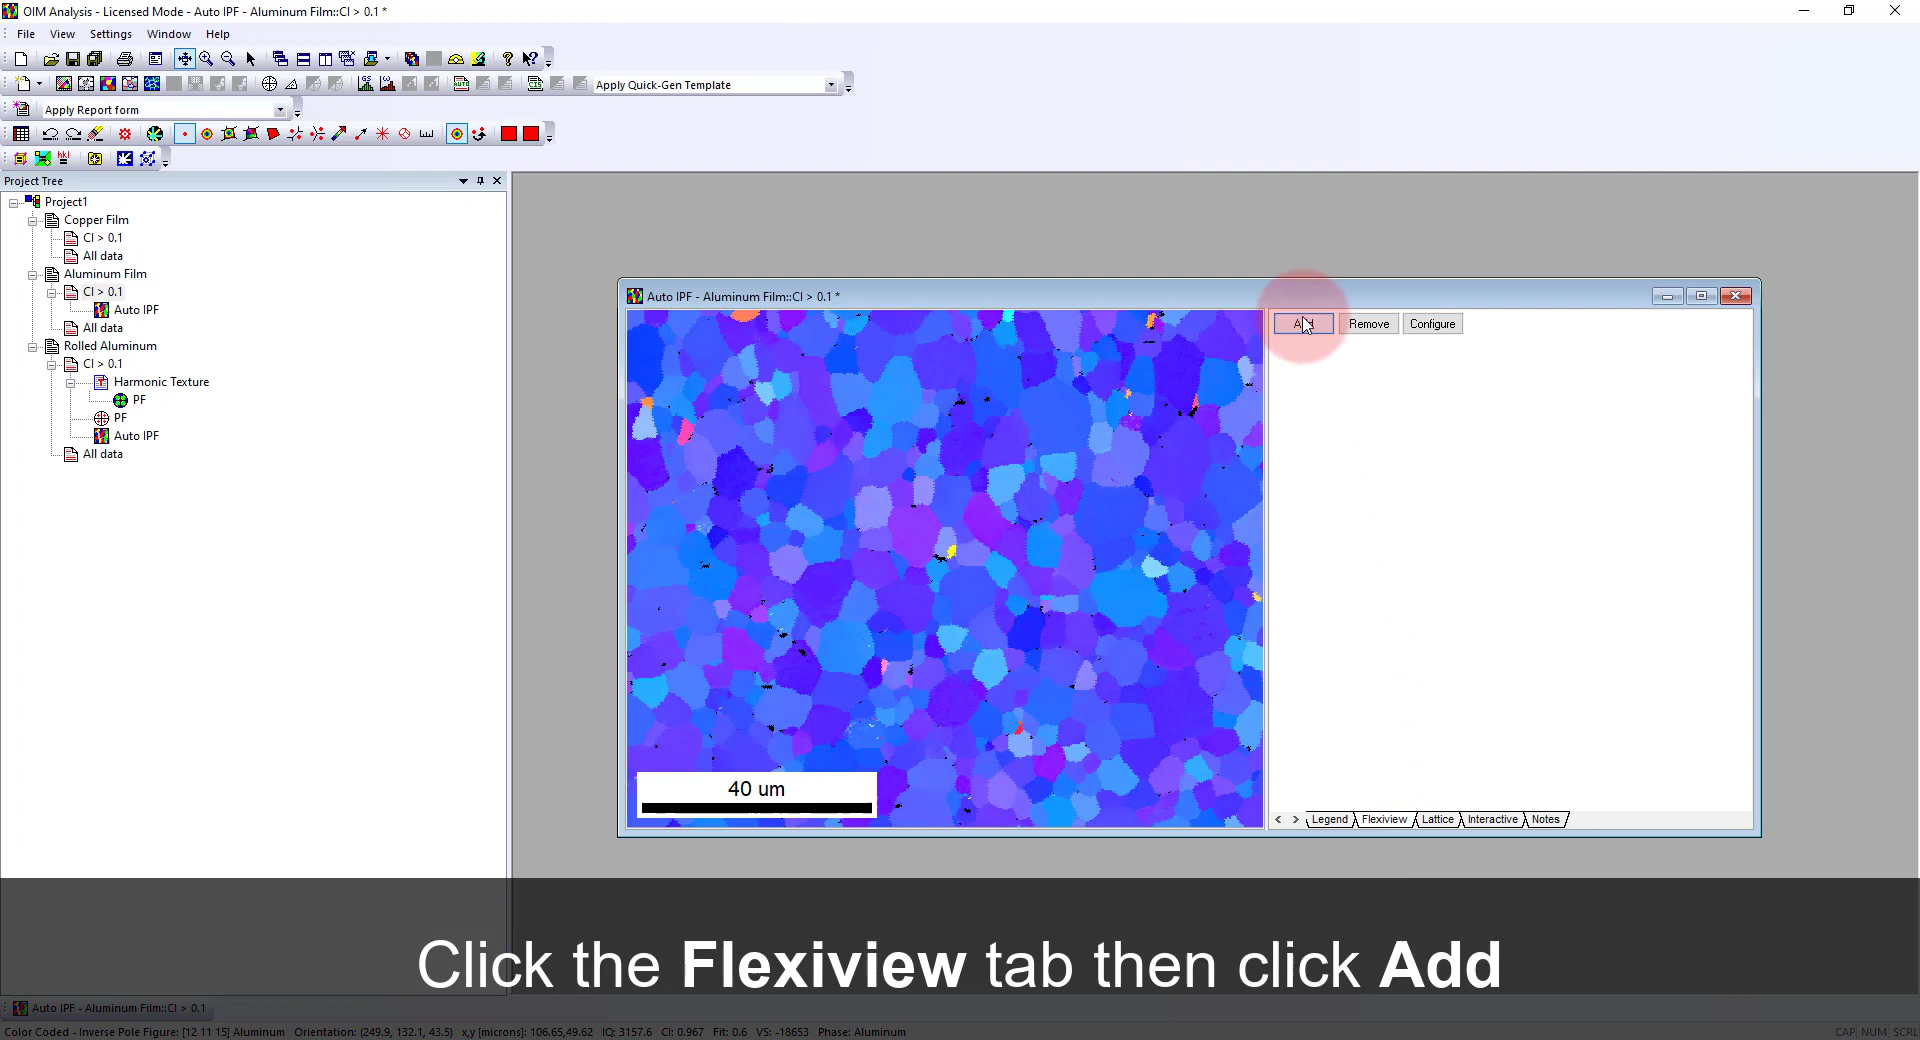 OIM Analysis - Licensed Mode - Auto IPF - Aluminum Film::CI > 0.1 *
File View Settings Window Help
Apply Quick-Gen Template
Apply Report form
hkl
Project Tree
Project1
Copper Film
CI > 0.1
All data
Aluminum Film
CI > 0.1
Auto IPF
All data
Rolled Aluminum
CI > 0.1
Harmonic Texture
PF
PF
Auto IPF
All data
Auto IPF - Aluminum Film::CI > 0.1 *
Remove Configure
40 um
Legend Flexiview Lattice Interactive Notes
Click the Flexiview tab then click Add
Auto IPF - Aluminum Film::CI > 0.1
Color Coded - Inverse Pole Figure: [12 11 15] Aluminum Orientation: (249.9, 132.1, 43.5) x,y [microns]: 106.65,49.62 IQ: 3157.6 CI: 0.967 Fit: 0.6 VS: -18653 Phase: Aluminum CAP NUM SCRL